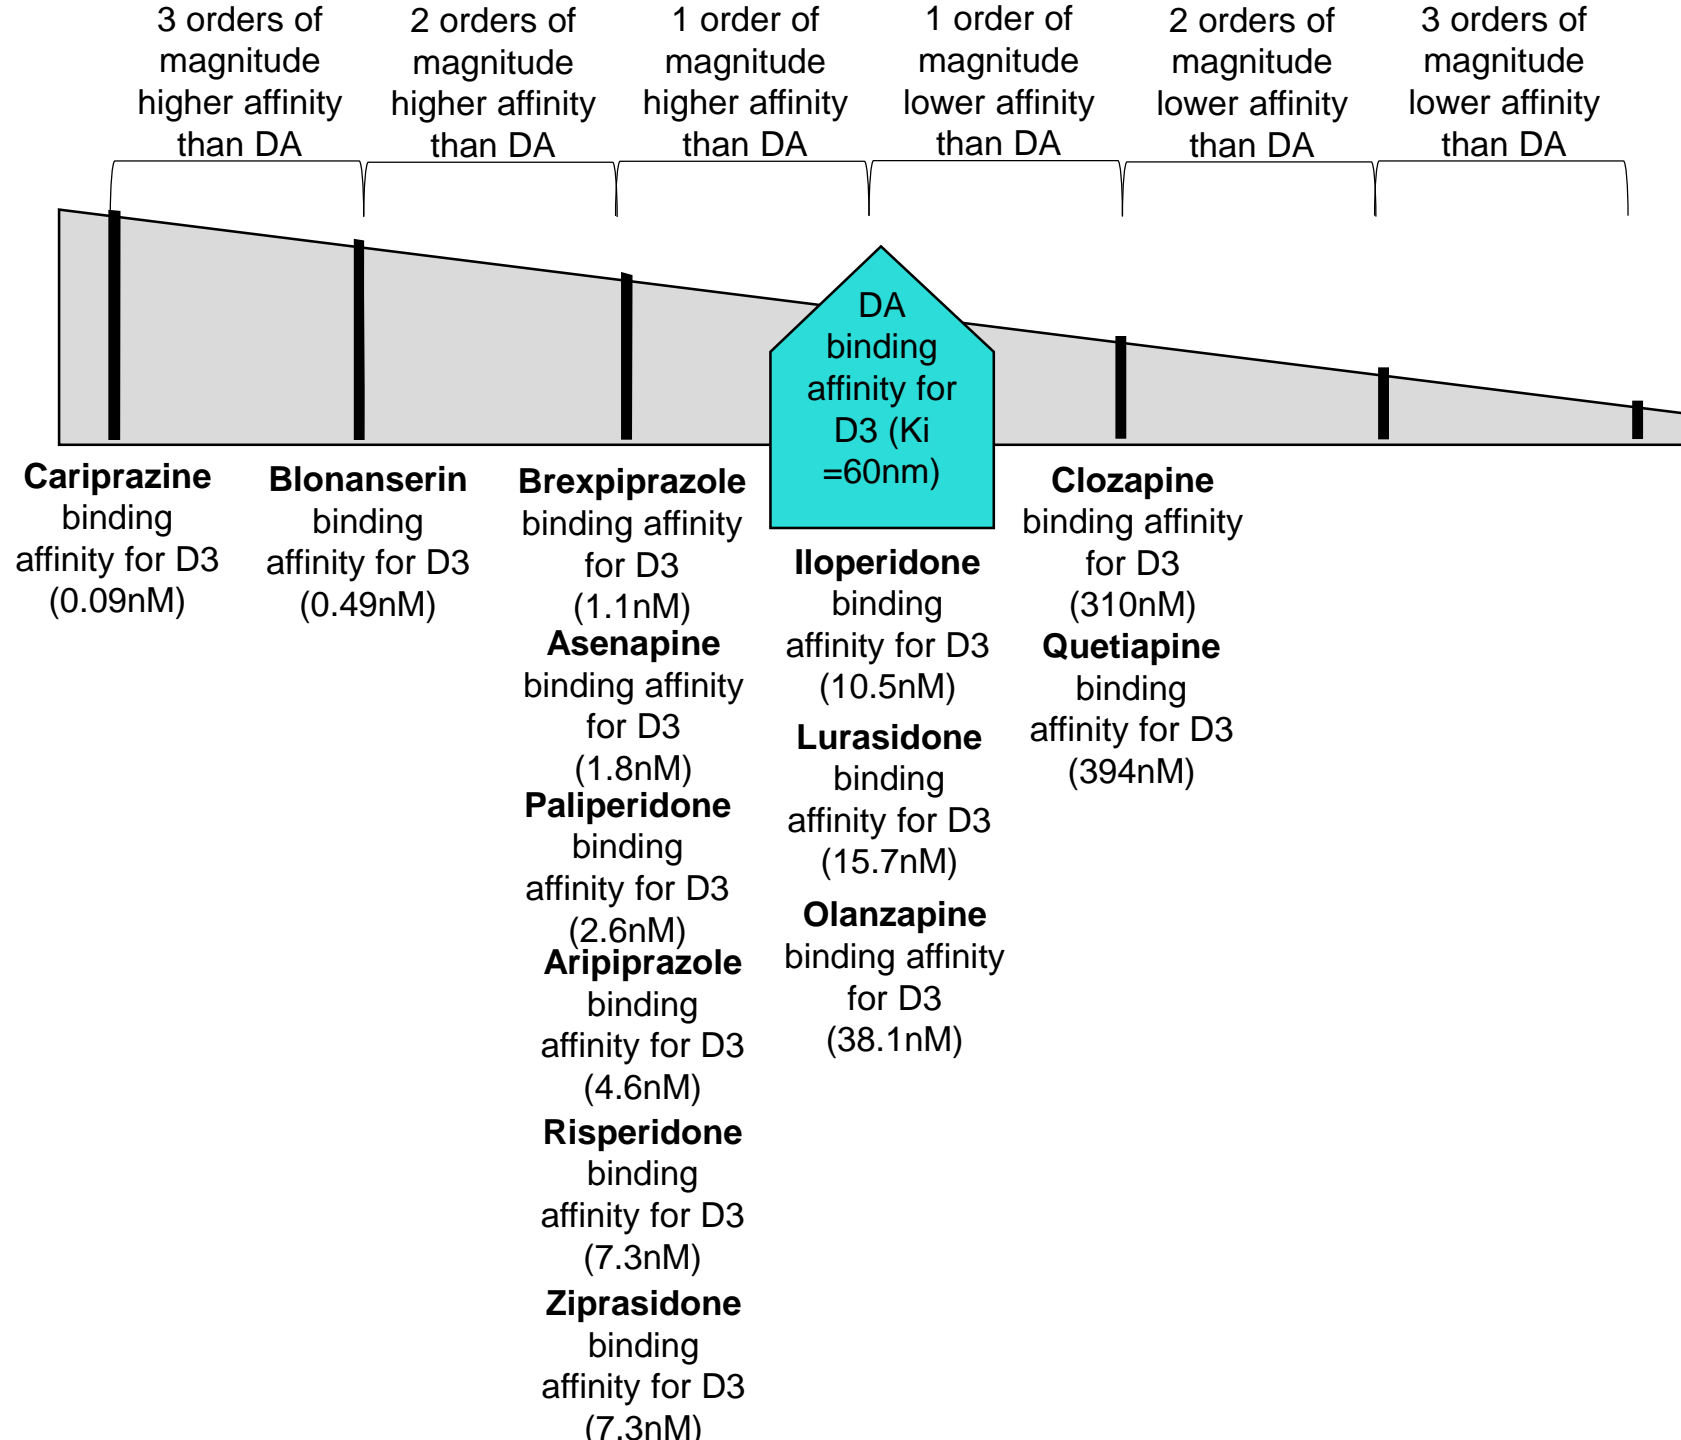 3 orders of
magnitude
higher affinity
than DA
2 orders of
magnitude
higher affinity
than DA
1 order of
magnitude
higher affinity
than DA
1 order of
magnitude
lower affinity
than DA
2 orders of
magnitude
lower affinity
than DA
3 orders of
magnitude
lower affinity
than DA
DA
binding
affinity for
D3 (Ki
=60nm)
Cariprazine
binding
affinity for D3
(0.09nM)
Blonanserin
binding
affinity for D3
(0.49nM)
Brexpiprazole
binding affinity
for D3
(1.1nM)
Asenapine
binding affinity
for D3
(1.8nM)
Paliperidone
binding
affinity for D3
(2.6nM)
Aripiprazole
binding
affinity for D3
(4.6nM)
Risperidone
binding
affinity for D3
(7.3nM)
Ziprasidone
binding
affinity for D3
(7.3nM)
Iloperidone
binding
affinity for D3
(10.5nM)
Lurasidone
binding
affinity for D3
(15.7nM)
Olanzapine
binding affinity
for D3
(38.1nM)
Clozapine
binding affinity
for D3
(310nM)
Quetiapine
binding
affinity for D3
(394nM)